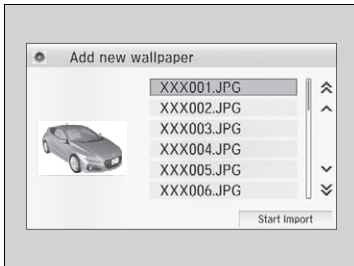 Add new wallpaper
XXX001.JPG
XXX002.JPG
XXX003.JPG
XXX004.JPG
XXX005.JPG
XXX006.JPG
Start Import